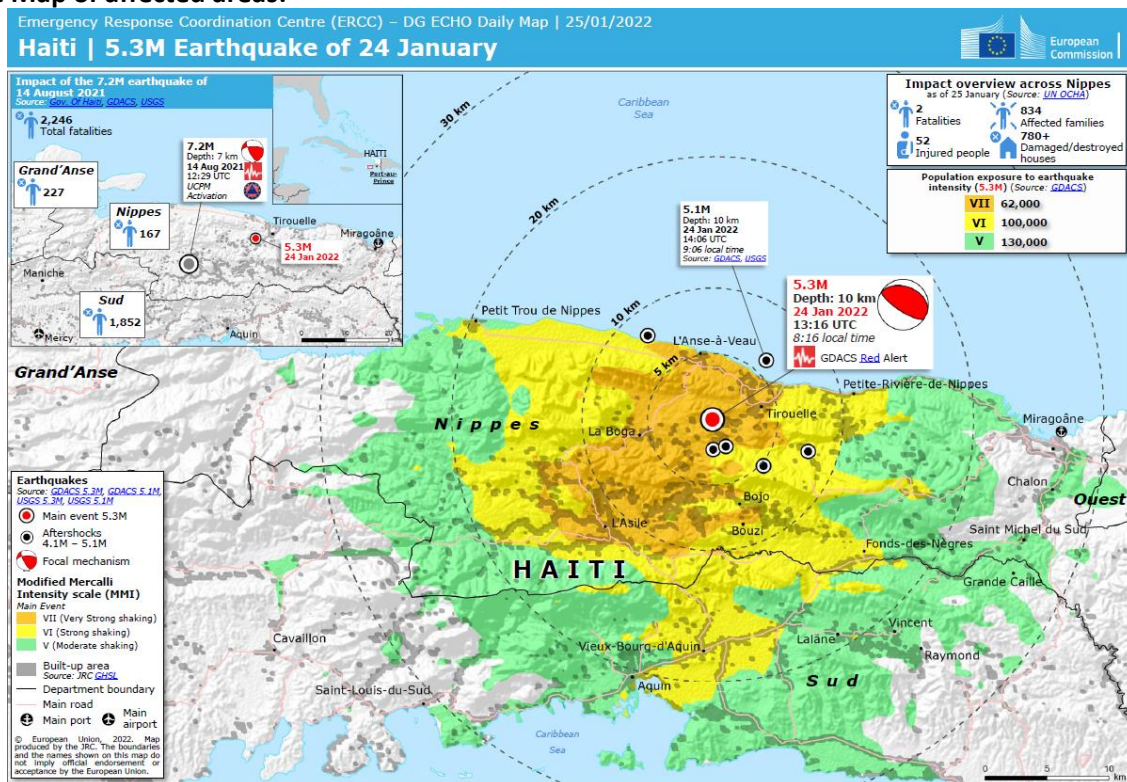 Map of affected areas:
Emergency Response Coordination Centre (ERCC) – DG ECHO Daily Map | 25/01/2022
Haiti | 5.3M Earthquake of 24 January
European
Commission
Impact of the 7.2M earthquake of
14 August 2021
Source: Gov. Of Haiti, GDACS, USGS
2,246
Total fatalities
7.2M
Depth: 7 km
14 Aug 2021
12:29 UTC
UCPM
Activation
Grand'Anse
227
Nippes
167
Sud
1,852
Maniche
Mercy
Aquin
Tirouelle
Miragoâne
5.3M
24 Jan 2022
0 10 20
HAITI
Port-au-
Prince
Impact overview across Nippes
as of 25 January (Source: UN OCHA)
2
Fatalities
834
Affected families
52
Injured people
780+
Damaged/destroyed
houses
Population exposure to earthquake
intensity (5.3M) (Source: GDACS)
VII 62,000
VI 100,000
V 130,000
Caribbean
Sea
30 km
20 km
10 km
5 km
5.1M
Depth: 10 km
24 Jan 2022
14:06 UTC
9:06 local time
Source: GDACS, USGS
5.3M
Depth: 10 km
24 Jan 2022
13:16 UTC
8:16 local time
GDACS Red Alert
Petit Trou de Nippes
L'Anse-à-Veau
Petite-Rivière-de-Nippes
Tirouelle
Miragoâne
Grand'Anse
Nippes
La Boga
Chalon
Ouest
Bojo
L'Asile
Bouzi
Saint Michel du Sud
Fonds-des-Nègres
HAITI
Grande Caille
Cavaillon
Vincent
Lalane
Vieux-Bourg-d'Aquin
Raymond
Saint-Louis-du-Sud
Aquin
Sud
Caribbean
Sea
0 5 10
km
Earthquakes
Source: GDACS 5.3M, GDACS 5.1M,
USGS 5.3M, USGS 5.1M
Main event 5.3M
Aftershocks
4.1M – 5.1M
Focal mechanism
Modified Mercalli
Intensity scale (MMI)
Main Event
VII (Very Strong shaking)
VI (Strong shaking)
V (Moderate shaking)
Built-up area
Source: JRC GHSL
Department boundary
Main road
Main port
Main
airport
© European Union, 2022. Map
produced by the JRC. The boundaries
and the names shown on this map do
not imply official endorsement or
acceptance by the European Union.